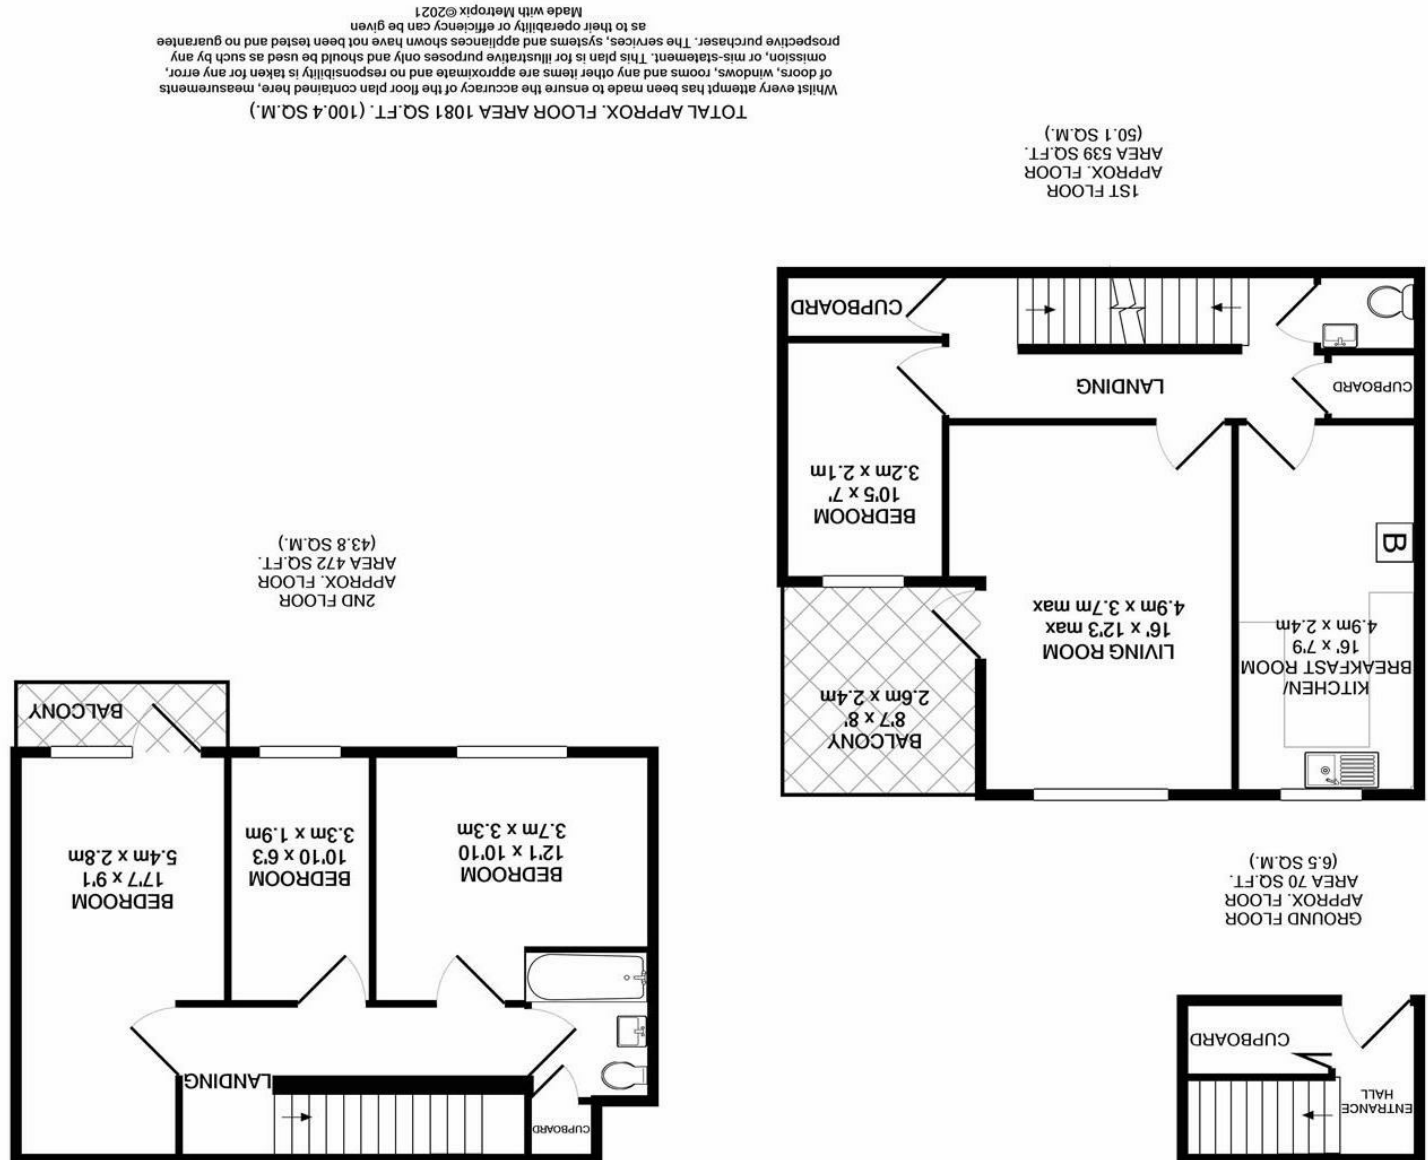 ENTRANCE
HALL
CUPBOARD
GROUND FLOOR
APPROX. FLOOR
AREA 70 SQ.FT.
(6.5 SQ.M.)
KITCHEN/
BREAKFAST ROOM
16' x 7'9
4.9m x 2.4m
B
LIVING ROOM
16' x 12'3 max
4.9m x 3.7m max
BALCONY
8'7 x 8'
2.6m x 2.4m
BEDROOM
10'5 x 7'
3.2m x 2.1m
CUPBOARD
LANDING
CUPBOARD
1ST FLOOR
APPROX. FLOOR
AREA 539 SQ.FT.
(50.1 SQ.M.)
CUPBOARD
LANDING
BEDROOM
12'1 x 10'10
3.7m x 3.3m
BEDROOM
10'10 x 6'3
3.3m x 1.9m
BEDROOM
17'7 x 9'1
5.4m x 2.8m
BALCONY
2ND FLOOR
APPROX. FLOOR
AREA 472 SQ.FT.
(43.8 SQ.M.)
TOTAL APPROX. FLOOR AREA 1081 SQ.FT. (100.4 SQ.M.)
Whilst every attempt has been made to ensure the accuracy of the floor plan contained here, measurements
of doors, windows, rooms and any other items are approximate and no responsibility is taken for any error,
omission, or mis-statement. This plan is for illustrative purposes only and should be used as such by any
prospective purchaser. The services, systems and appliances shown have not been tested and no guarantee
as to their operability or efficiency can be given
Made with Metropix ©2021